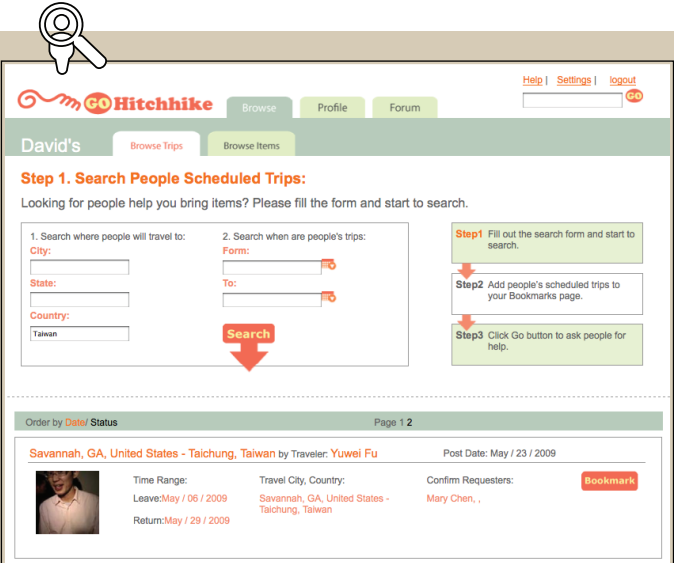 Help | Settings | logout
GO Hitchhike
Browse Profile Forum
GO
David's Browse Trips Browse Items
Step 1. Search People Scheduled Trips:
Looking for people help you bring items? Please fill the form and start to search.
1. Search where people will travel to:
City:
State:
Country:
Taiwan
2. Search when are people's trips:
Form:
To:
Search
Step1 Fill out the search form and start to
search.
Step2 Add people's scheduled trips to
your Bookmarks page.
Step3 Click Go button to ask people for
help.
Order by Date/ Status Page 1 2
Savannah, GA, United States - Taichung, Taiwan by Traveler: Yuwei Fu Post Date: May / 23 / 2009
Time Range:
Leave:May / 06 / 2009
Return:May / 29 / 2009
Travel City, Country:
Savannah, GA, United States -
Taichung, Taiwan
Confirm Requesters:
Mary Chen, ,
Bookmark